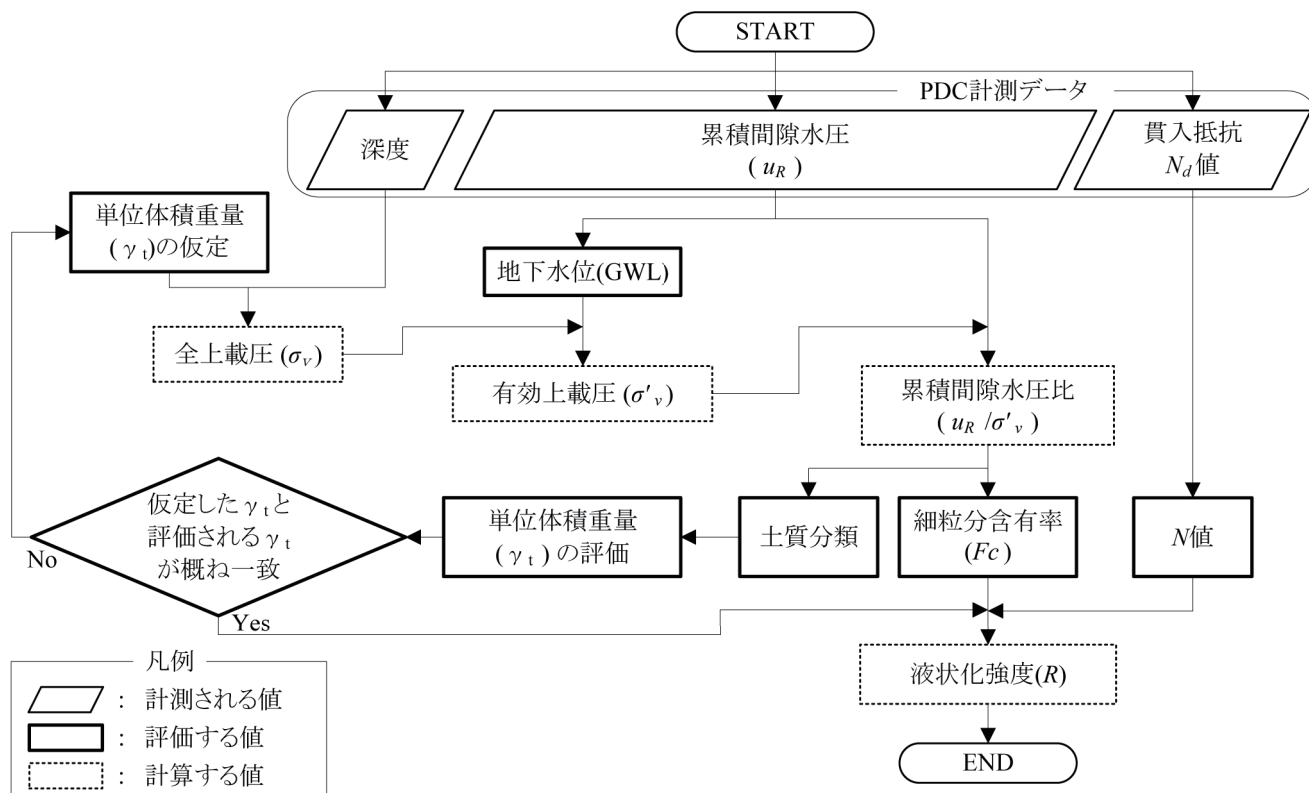 START
PDC計測データ
深度
累積間隙水圧
( uR )
貫入抵抗
Nd 値
単位体積重量
( γt)の仮定
地下水位(GWL)
全上載圧 (σv)
有効上載圧 (σ'v)
累積間隙水圧比
( uR /σ'v )
仮定したγtと
評価されるγt
が概ね一致
No
Yes
単位体積重量
( γt ) の評価
土質分類
細粒分含有率
(Fc)
N値
液状化強度(R)
END
凡例
: 計測される値
: 評価する値
: 計算する値